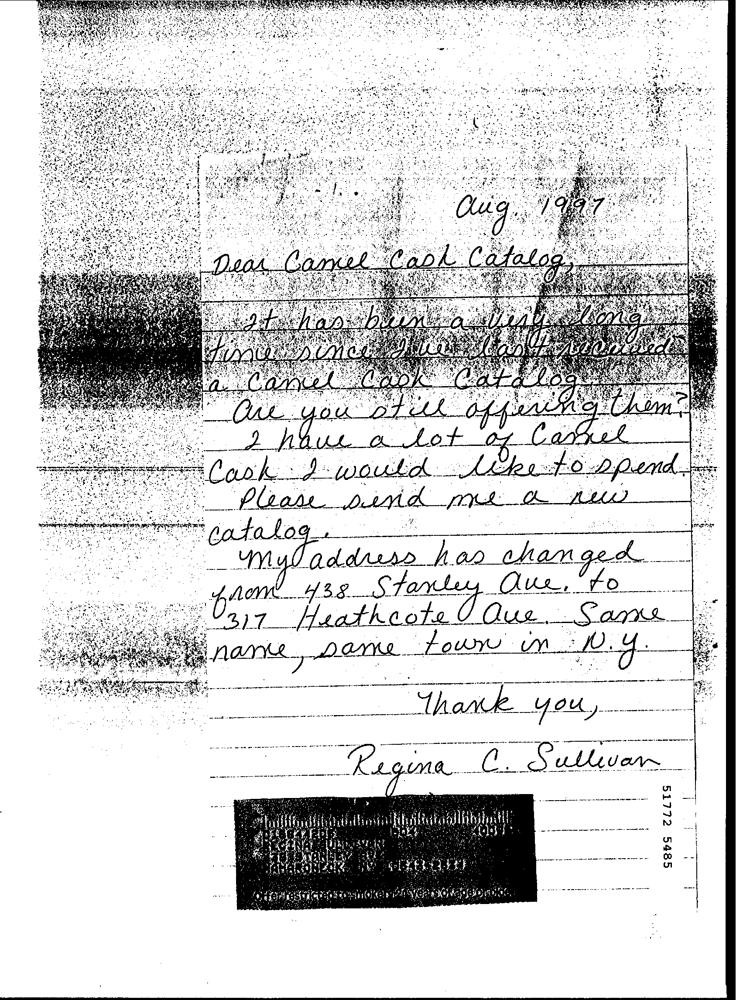 Aug. 1997
Dear Camel Cash Catalog,
It has been a very long
time since I've last received
a Camel Cash Catalog.
Are you still offering them?
I have a lot of Camel
Cash I would like to spend.
Please send me a new
catalog.
My address has changed
from 438 Stanley Ave. to
317 Heathcote Ave. Same
name, same town in N.Y.
Thank you,
Regina C. Sullivan
51772 5485
Offer restricted to smokers 21 years of age or older